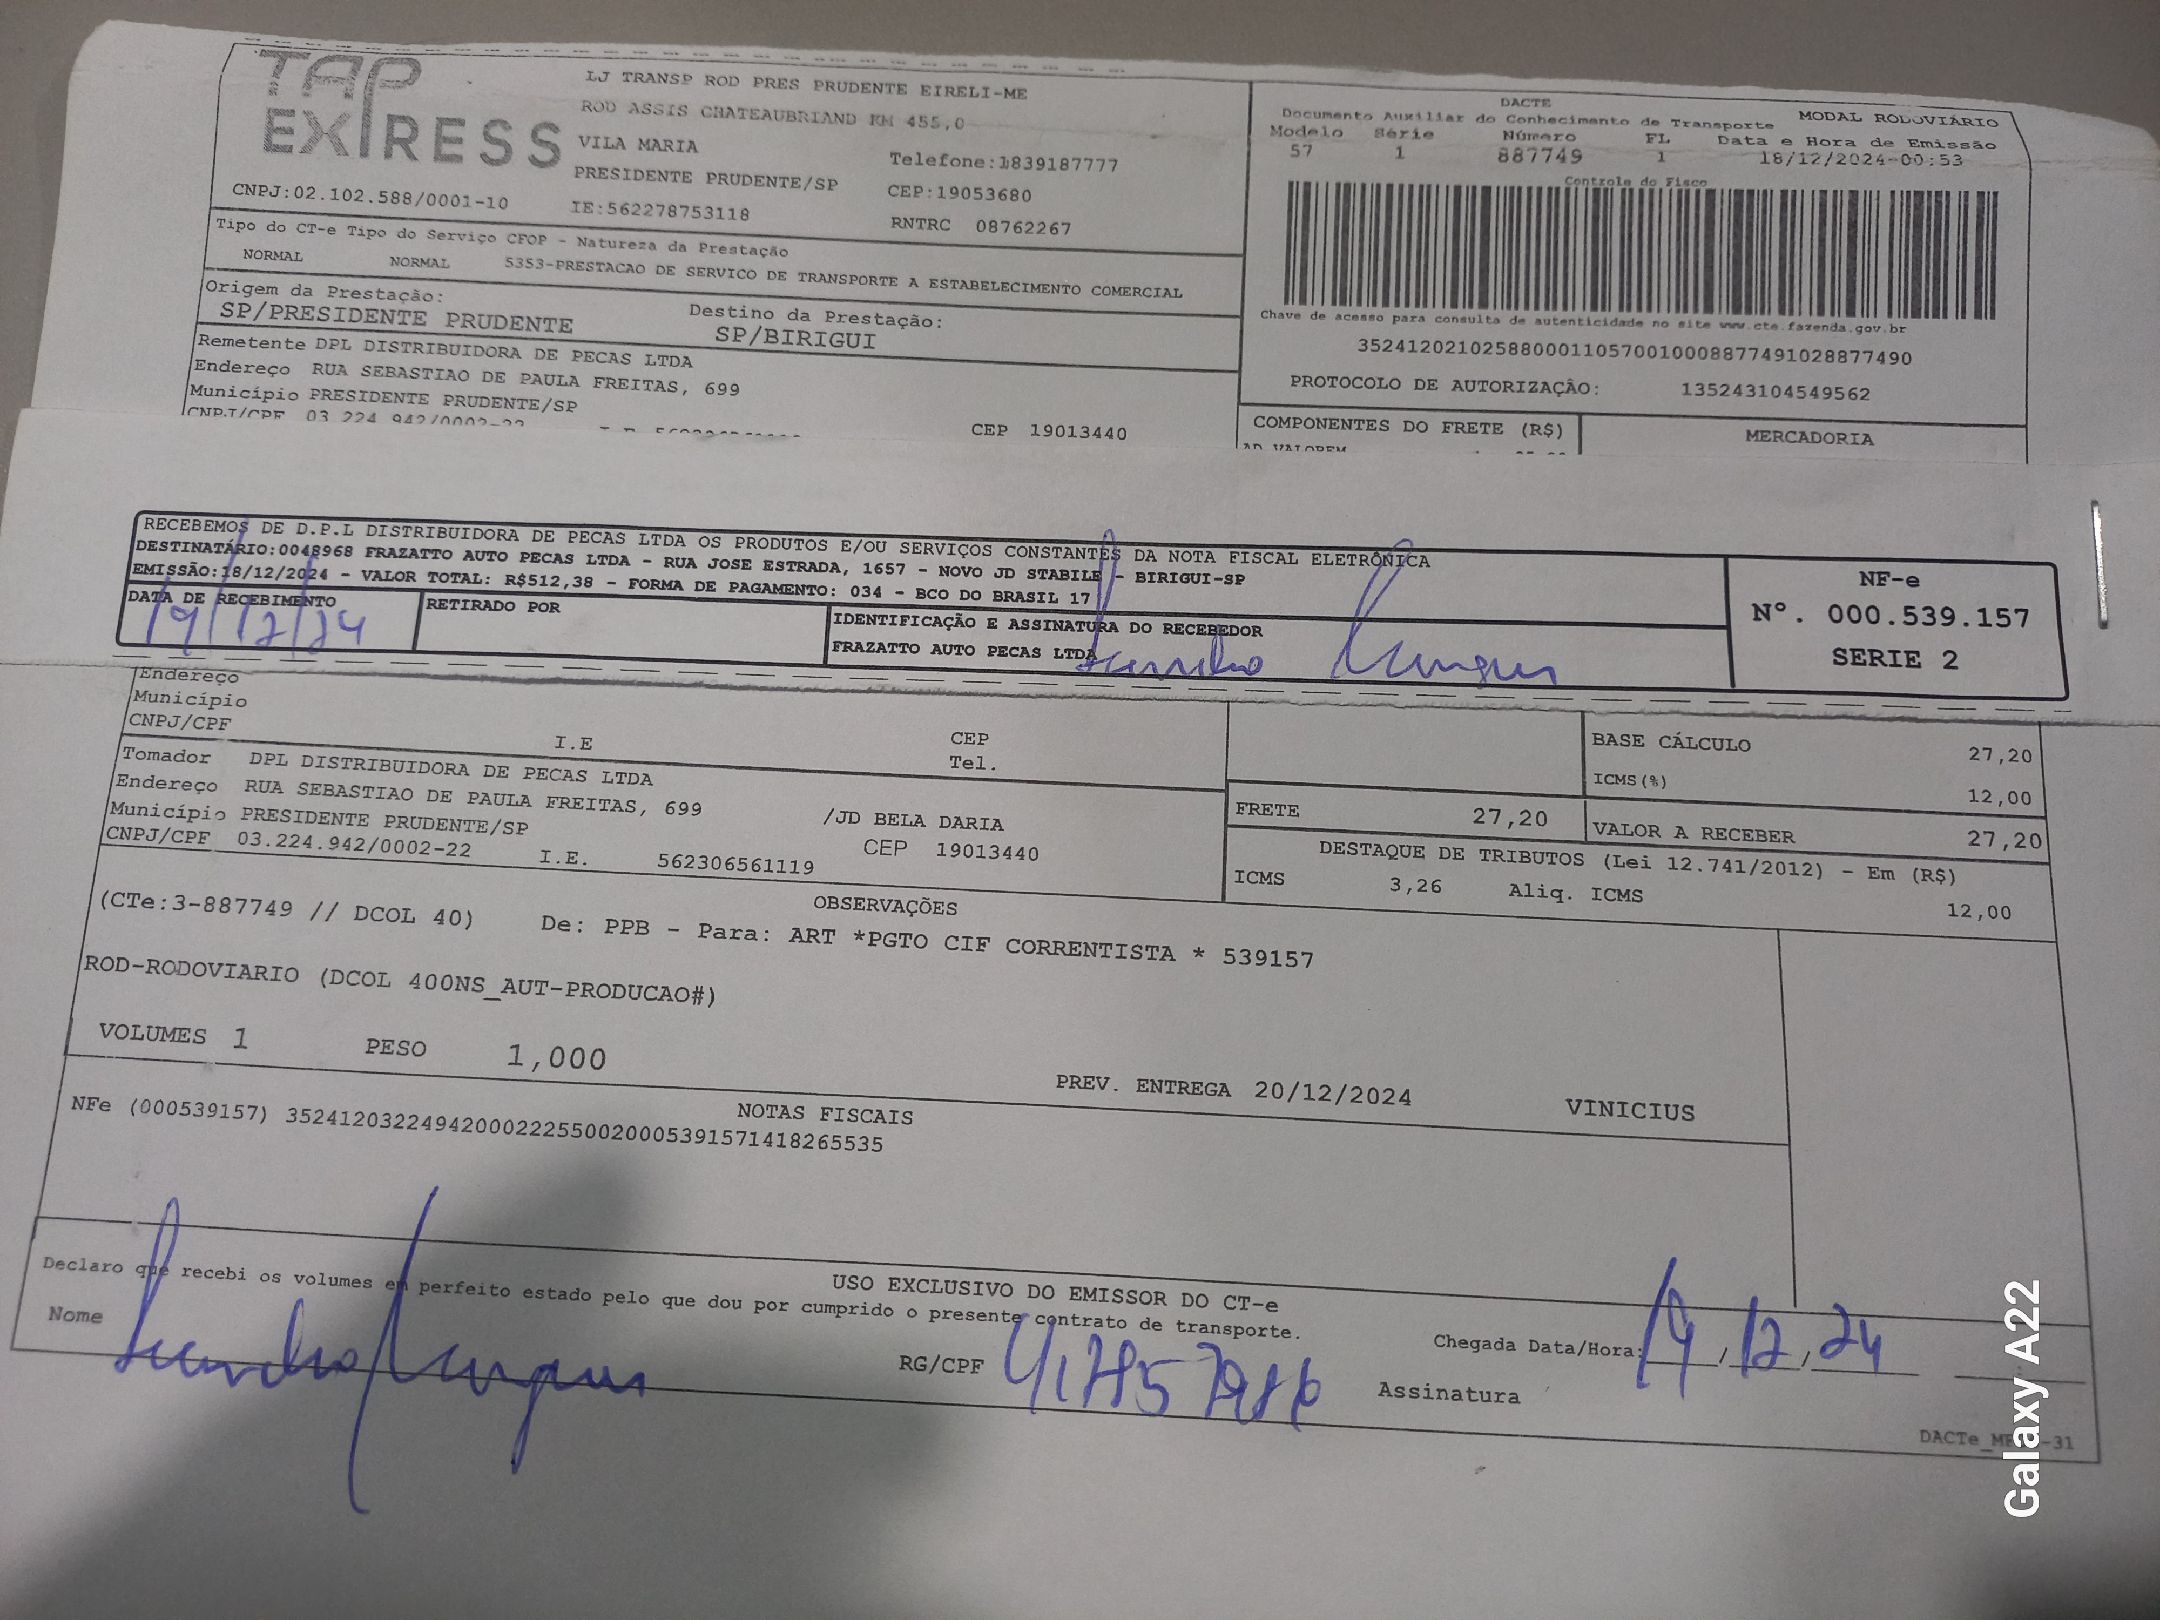 TAP
EXPRESS
LJ TRANSP ROD PRES PRUDENTE EIRELI-ME
ROD ASSIS CHATEAUBRIAND KM 455,0
VILA MARIA
Telefone:1839187777
PRESIDENTE PRUDENTE/SP
CEP:19053680
CNPJ:02.102.588/0001-10
IE:562278753118
RNTRC 08762267
Tipo do CT-e Tipo do Serviço CFOP - Natureza da Prestação
NORMAL NORMAL 5353-PRESTACAO DE SERVICO DE TRANSPORTE A ESTABELECIMENTO COMERCIAL
Origem da Prestação:
SP/PRESIDENTE PRUDENTE
Destino da Prestação:
SP/BIRIGUI
Remetente DPL DISTRIBUIDORA DE PECAS LTDA
Endereço RUA SEBASTIAO DE PAULA FREITAS, 699
Município PRESIDENTE PRUDENTE/SP
CNPJ/CPF 03.224.942/0002-22
CEP 19013440
DACTE
Documento Auxiliar do Conhecimento de Transporte
MODAL RODOVIÁRIO
Modelo Série Número FL Data e Hora de Emissão
57 1 887749 1 18/12/2024-00:53
Controle do Fisco
Chave de acesso para consulta de autenticidade no site www.cte.fazenda.gov.br
35241202102588000110570010008877491028877490
PROTOCOLO DE AUTORIZAÇÃO: 135243104549562
COMPONENTES DO FRETE (R$)
MERCADORIA
AD VALOREM
RECEBEMOS DE D.P.L DISTRIBUIDORA DE PECAS LTDA OS PRODUTOS E/OU SERVIÇOS CONSTANTES DA NOTA FISCAL ELETRÔNICA
DESTINATÁRIO:0048968 FRAZATTO AUTO PECAS LTDA - RUA JOSE ESTRADA, 1657 - NOVO JD STABILE - BIRIGUI-SP
EMISSÃO:18/12/2024 - VALOR TOTAL: R$512,38 - FORMA DE PAGAMENTO: 034 - BCO DO BRASIL 17
DATA DE RECEBIMENTO
19/12/24
RETIRADO POR
IDENTIFICAÇÃO E ASSINATURA DO RECEBEDOR
FRAZATTO AUTO PECAS LTDA
NF-e
Nº. 000.539.157
SERIE 2
Endereço
Município
CNPJ/CPF
I.E
CEP
Tel.
Tomador DPL DISTRIBUIDORA DE PECAS LTDA
Endereço RUA SEBASTIAO DE PAULA FREITAS, 699 /JD BELA DARIA
Município PRESIDENTE PRUDENTE/SP
CEP 19013440
CNPJ/CPF 03.224.942/0002-22 I.E. 562306561119
BASE CÁLCULO 27,20
ICMS(%) 12,00
FRETE 27,20
VALOR A RECEBER 27,20
DESTAQUE DE TRIBUTOS (Lei 12.741/2012) - Em (R$)
ICMS 3,26 Aliq. ICMS 12,00
OBSERVAÇÕES
(CTe:3-887749 // DCOL 40) De: PPB - Para: ART *PGTO CIF CORRENTISTA * 539157
ROD-RODOVIARIO (DCOL 400NS_AUT-PRODUCAO#)
VOLUMES 1 PESO 1,000
PREV. ENTREGA 20/12/2024 VINICIUS
NOTAS FISCAIS
NFe (000539157) 35241203224942000222550020005391571418265535
USO EXCLUSIVO DO EMISSOR DO CT-e
Declaro que recebi os volumes em perfeito estado pelo que dou por cumprido o presente contrato de transporte.
Nome
RG/CPF
Chegada Data/Hora: 19/12/24
Assinatura
Galaxy A22